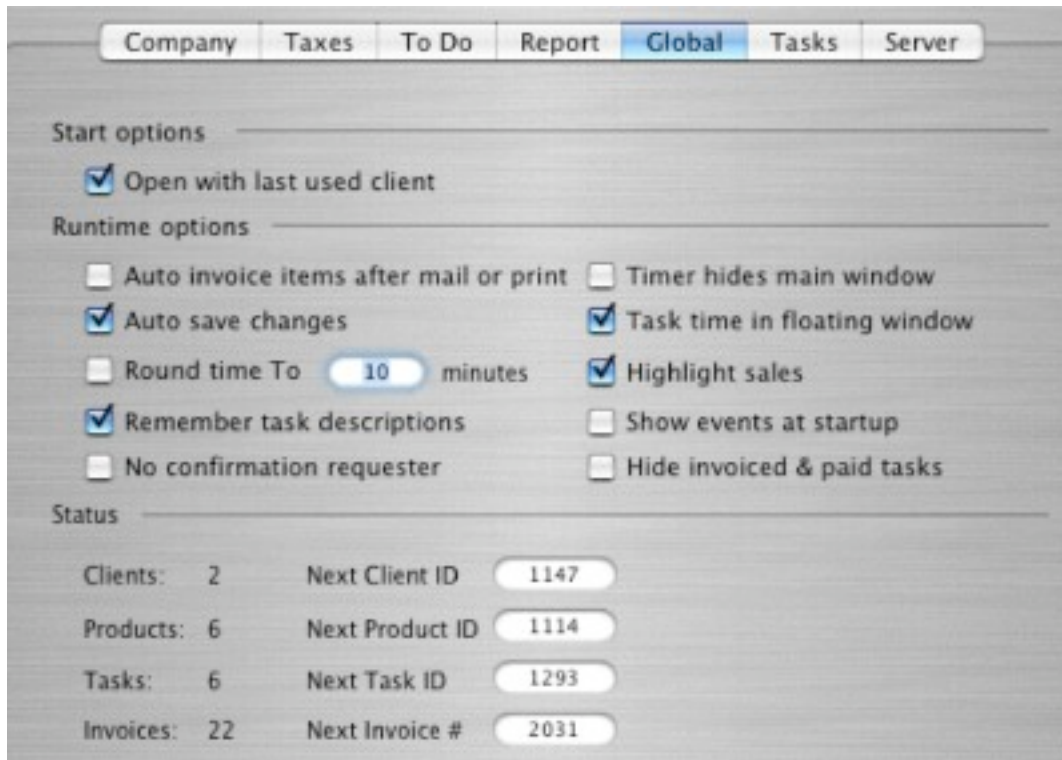 Company Taxes To Do Report Global Tasks Server
Start options
Open with last used client
Runtime options
Auto invoice items after mail or print Timer hides main window
Auto save changes Task time in floating window
Round time To 10 minutes Highlight sales
Remember task descriptions Show events at startup
No confirmation requester Hide invoiced & paid tasks
Status
Clients: 2 Next Client ID 1147
Products: 6 Next Product ID 1114
Tasks: 6 Next Task ID 1293
Invoices: 22 Next Invoice # 2031